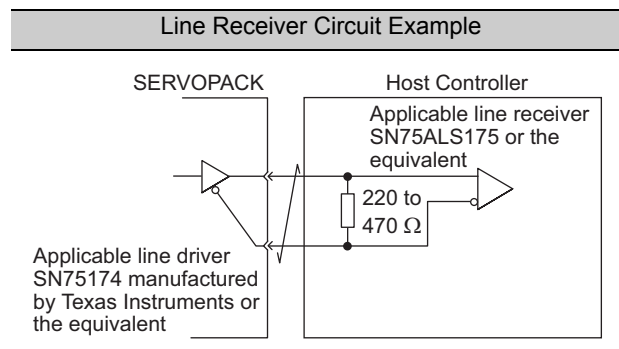 Line Receiver Circuit Example
SERVOPACK
Host Controller
Applicable line receiver
SN75ALS175 or the
equivalent
220 to
470 Ω
Applicable line driver
SN75174 manufactured
by Texas Instruments or
the equivalent